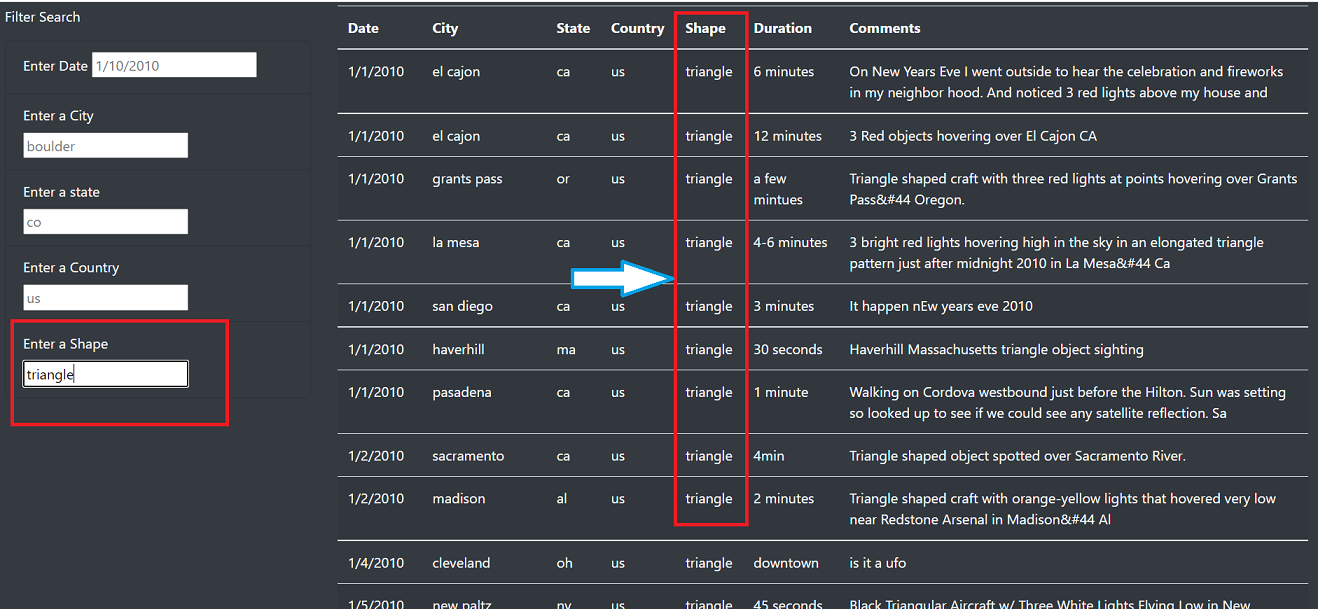 Filter Search
Enter Date 1/10/2010
Enter a City
boulder
Enter a state
co
Enter a Country
us
Enter a Shape
triangle
Date City State Country Shape Duration Comments
1/1/2010 el cajon ca us triangle 6 minutes On New Years Eve I went outside to hear the celebration and fireworks
in my neighbor hood. And noticed 3 red lights above my house and
1/1/2010 el cajon ca us triangle 12 minutes 3 Red objects hovering over El Cajon CA
1/1/2010 grants pass or us triangle a few Triangle shaped craft with three red lights at points hovering over Grants
mintues Pass&#44 Oregon.
1/1/2010 la mesa ca us triangle 4-6 minutes 3 bright red lights hovering high in the sky in an elongated triangle
pattern just after midnight 2010 in La Mesa&#44 Ca
1/1/2010 san diego ca us triangle 3 minutes It happen nEw years eve 2010
1/1/2010 haverhill ma us triangle 30 seconds Haverhill Massachusetts triangle object sighting
1/1/2010 pasadena ca us triangle 1 minute Walking on Cordova westbound just before the Hilton. Sun was setting
so looked up to see if we could see any satellite reflection. Sa
1/2/2010 sacramento ca us triangle 4min Triangle shaped object spotted over Sacramento River.
1/2/2010 madison al us triangle 2 minutes Triangle shaped craft with orange-yellow lights that hovered very low
near Redstone Arsenal in Madison&#44 Al
1/4/2010 cleveland oh us triangle downtown is it a ufo
1/5/2010 new paltz ny us triangle 45 seconds Black Triangular Aircraft w/ Three White Lights Flying Low in New